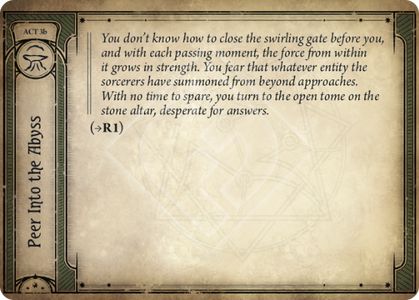 ACT 3b
Peer Into the Abyss
You don't know how to close the swirling gate before you,
and with each passing moment, the force from within
it grows in strength. You fear that whatever entity the
sorcerers have summoned from beyond approaches.
With no time to spare, you turn to the open tome on the
stone altar, desperate for answers.
(→R1)